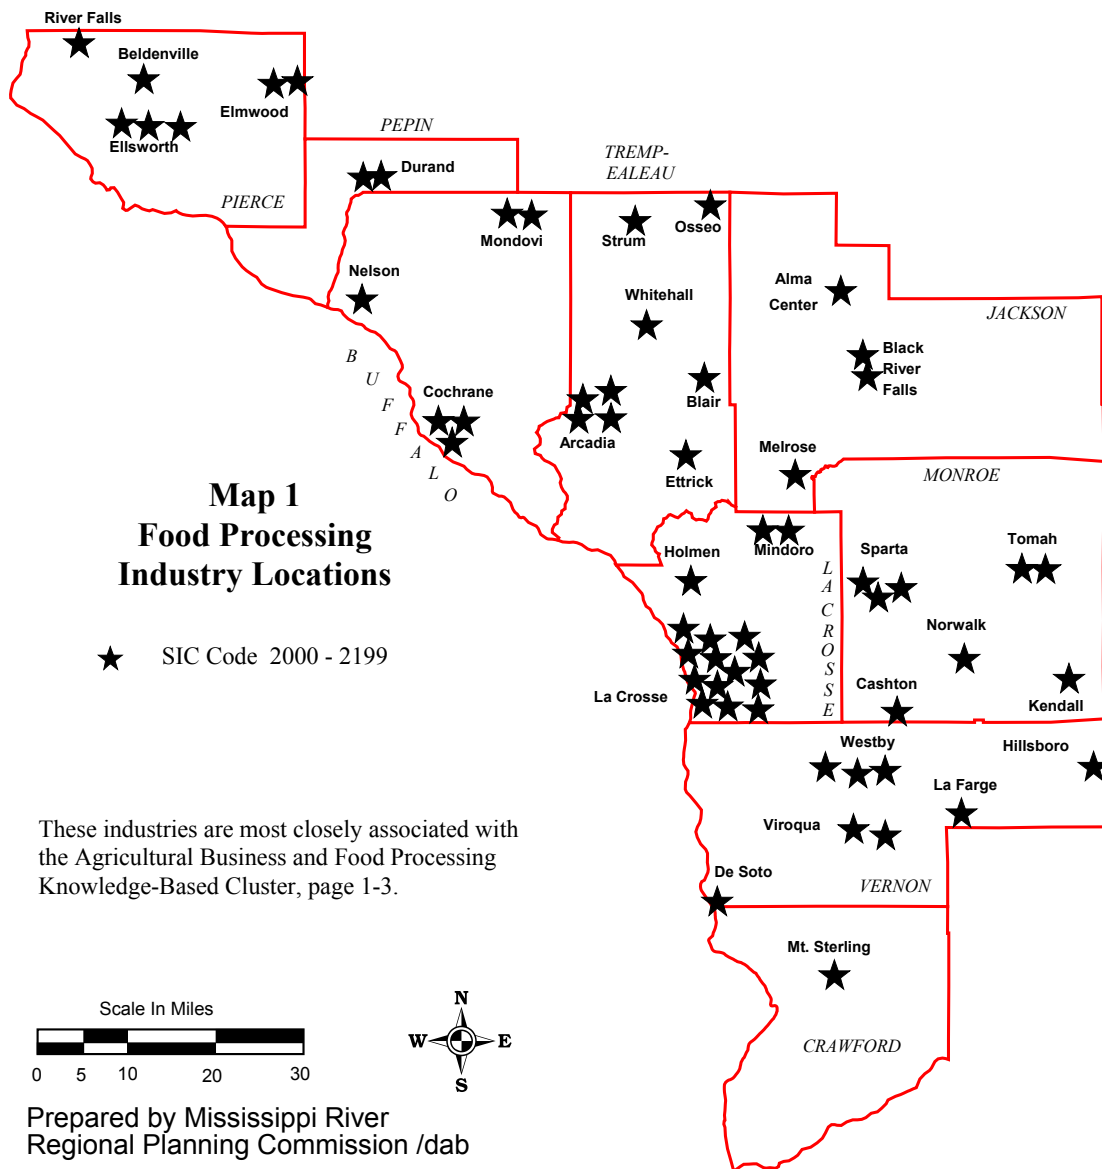 River Falls
Beldenville
Elmwood
Ellsworth
PIERCE
PEPIN
Durand
TREMP-
EALEAU
Mondovi
Strum
Osseo
Nelson
Whitehall
Alma
Center
JACKSON
Black
River
Falls
B
U
F
F
A
L
O
Cochrane
Blair
Arcadia
Ettrick
Melrose
MONROE
Map 1
Food Processing
Industry Locations
SIC Code 2000 - 2199
Holmen
Mindoro
Sparta
Tomah
L
A
C
R
O
S
S
E
Norwalk
Cashton
Kendall
La Crosse
Westby
Hillsboro
La Farge
Viroqua
De Soto
VERNON
These industries are most closely associated with
the Agricultural Business and Food Processing
Knowledge-Based Cluster, page 1-3.
Mt. Sterling
CRAWFORD
Scale In Miles
0 5 10 20 30
N
W E
S
Prepared by Mississippi River
Regional Planning Commission /dab